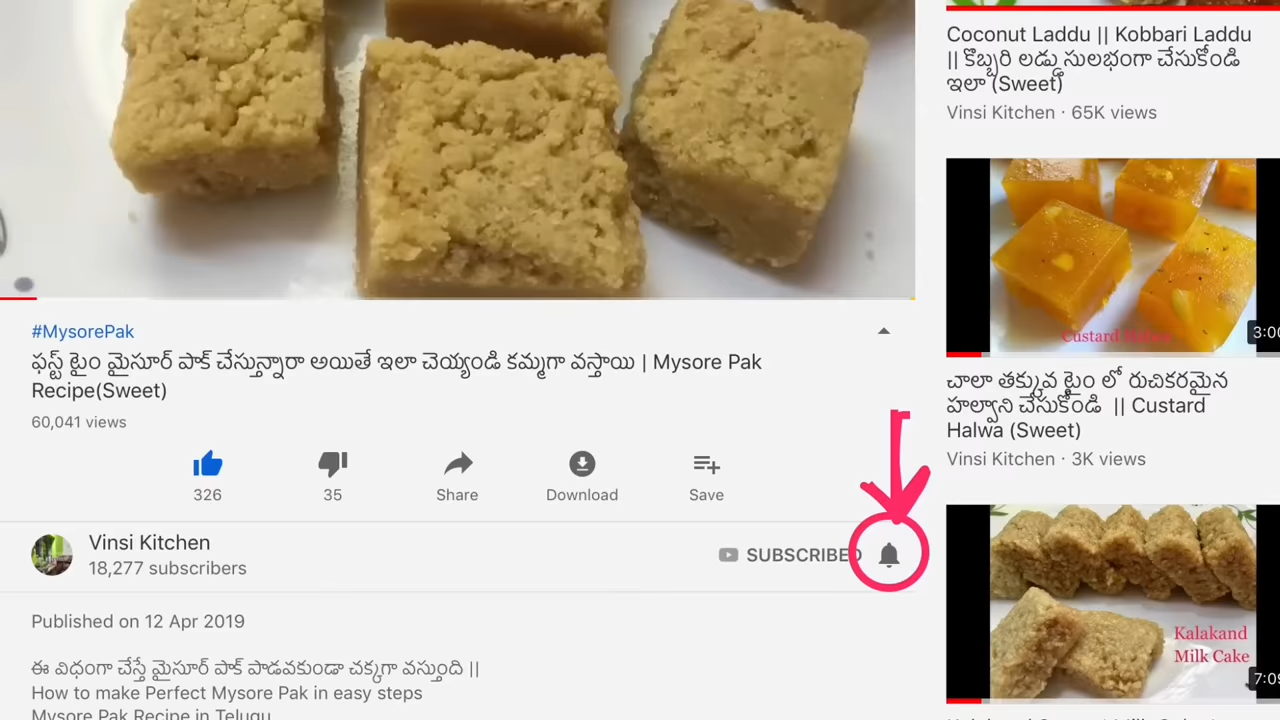 #MysorePak
ఫస్ట్ టైం మైసూర్ పాక్ చేస్తున్నారా అయితే ఇలా చెయ్యండి కమ్మగా వస్తాయి | Mysore Pak
Recipe(Sweet)
60,041 views
326
35
Share
Download
Save
Vinsi Kitchen
18,277 subscribers
SUBSCRIBED
Published on 12 Apr 2019
ఈ విధంగా చేస్తే మైసూర్ పాక్ పాడవకుండా చక్కగా వస్తుంది ||
How to make Perfect Mysore Pak in easy steps
Mysore Pak Recipe in Telugu
Coconut Laddu || Kobbari Laddu
|| కొబ్బరి లడ్డు సులభంగా చేసుకోండి
ఇలా (Sweet)
Vinsi Kitchen · 65K views
Custard
3:00
చాలా తక్కువ టైం లో రుచికరమైన
హల్వాని చేసుకోండి || Custard
Halwa (Sweet)
Vinsi Kitchen · 3K views
Kalakand
Milk Cake
7:09